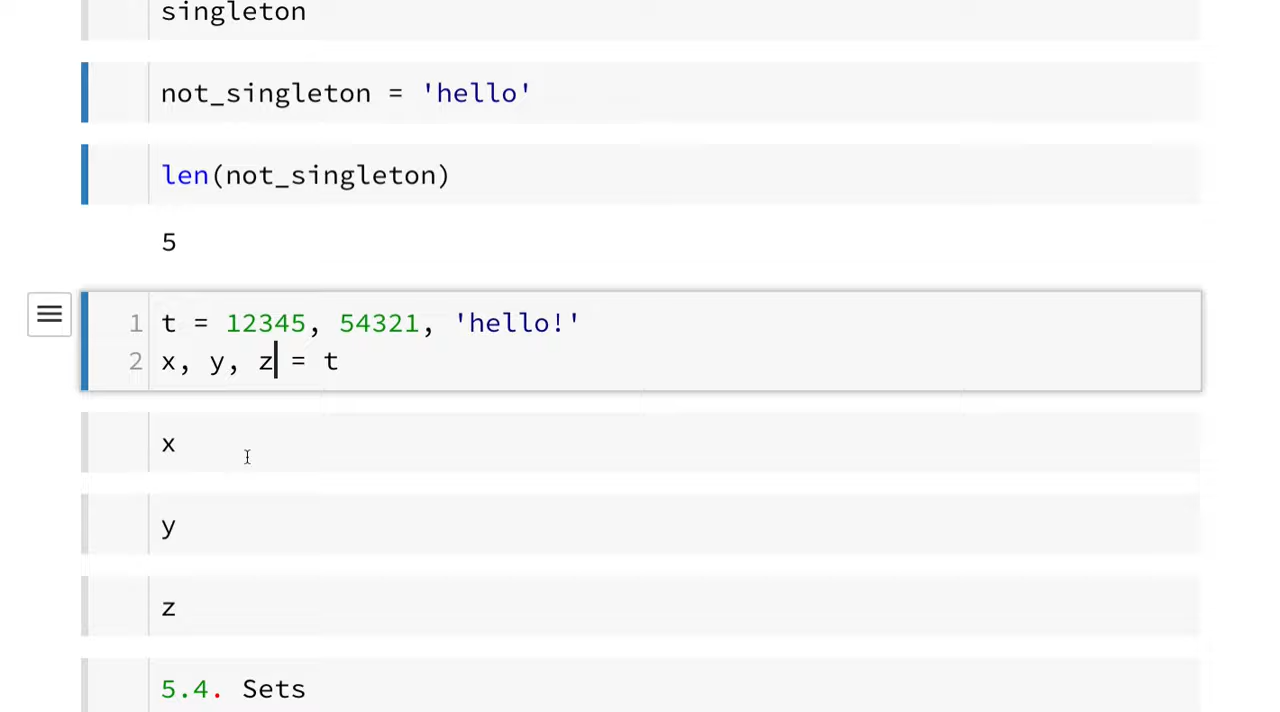 singleton
not_singleton = 'hello'
len(not_singleton)
5
1 t = 12345, 54321, 'hello!'
2 x, y, z = t
x
y
z
5.4. Sets